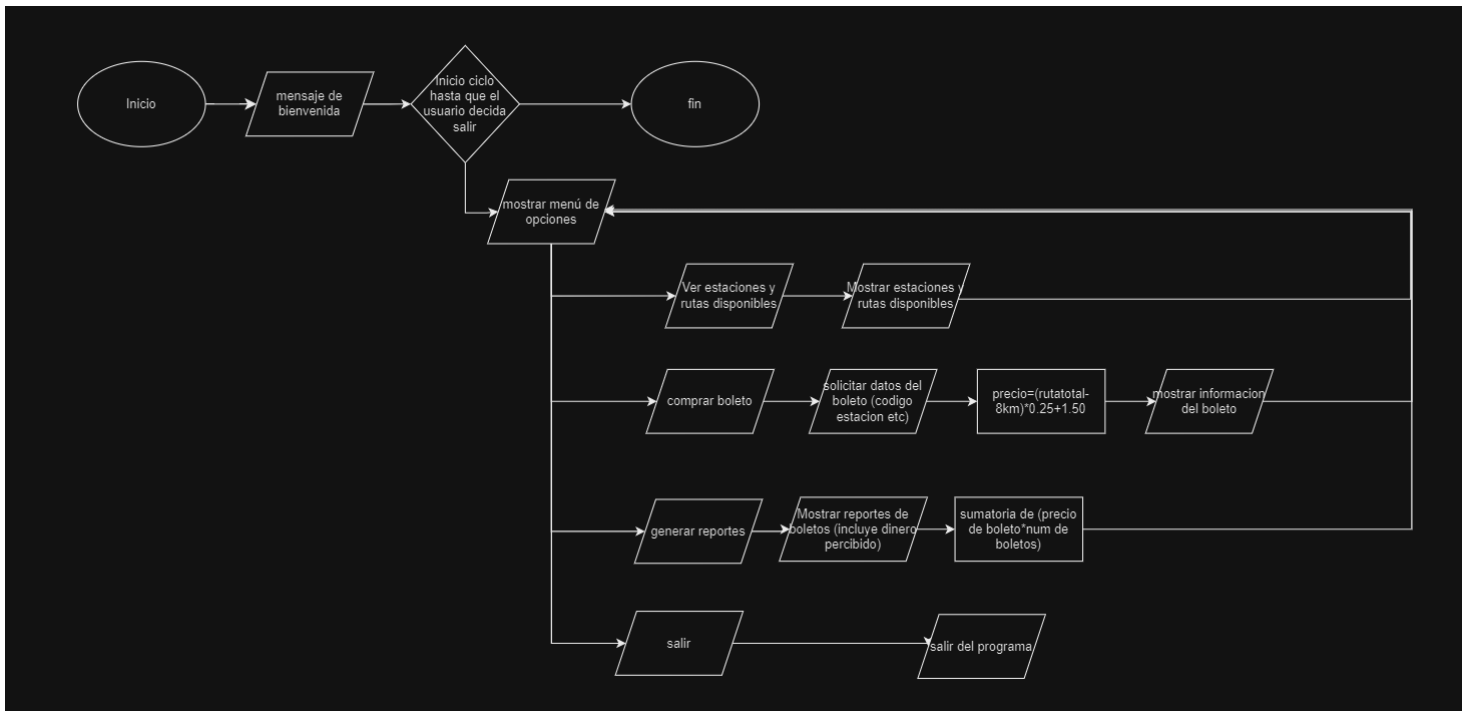 Inicio
mensaje de
bienvenida
Inicio ciclo
hasta que el
usuario decida
salir
fin
mostrar menú de
opciones
Ver estaciones y
rutas disponibles
Mostrar estaciones y
rutas disponibles
comprar boleto
solicitar datos del
boleto (codigo
estacion etc)
precio=(rutatotal-
8km)*0.25+1.50
mostrar informacion
del boleto
generar reportes
Mostrar reportes de
boletos (incluye dinero
percibido)
sumatoria de (precio
de boleto*num de
boletos)
salir
salir del programa